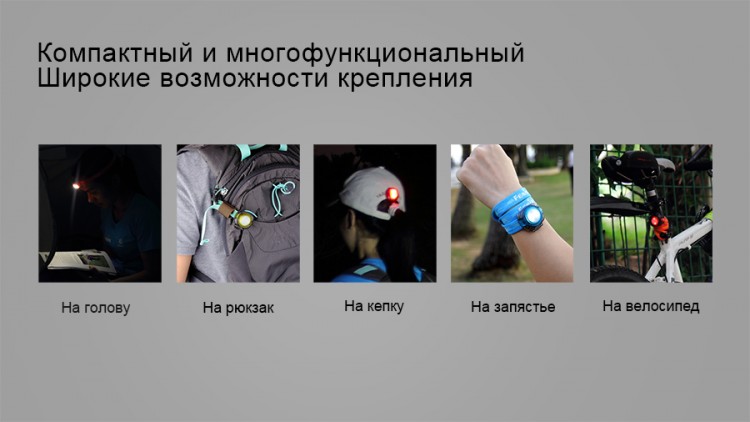 Компактный и многофункциональный
Широкие возможности крепления
На голову
На рюкзак
На кепку
На запястье
На велосипед